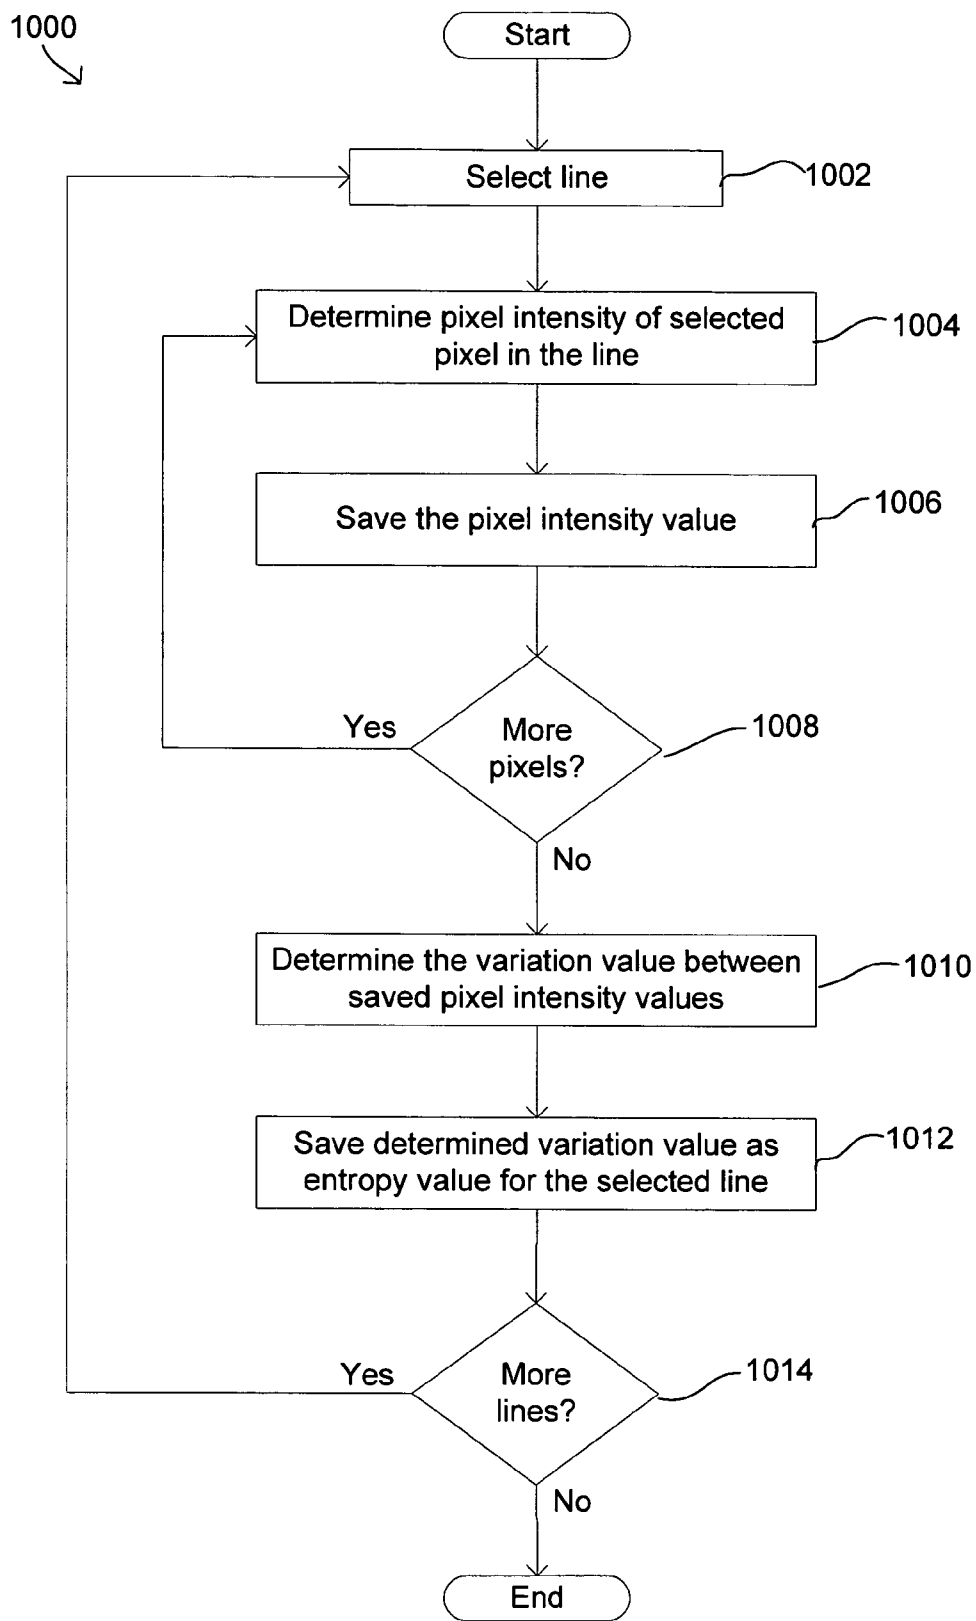 1000
Start
Select line
1002
Determine pixel intensity of selected
pixel in the line
1004
Save the pixel intensity value
1006
More
pixels?
1008
Yes
No
Determine the variation value between
saved pixel intensity values
1010
Save determined variation value as
entropy value for the selected line
1012
More
lines?
1014
Yes
No
End